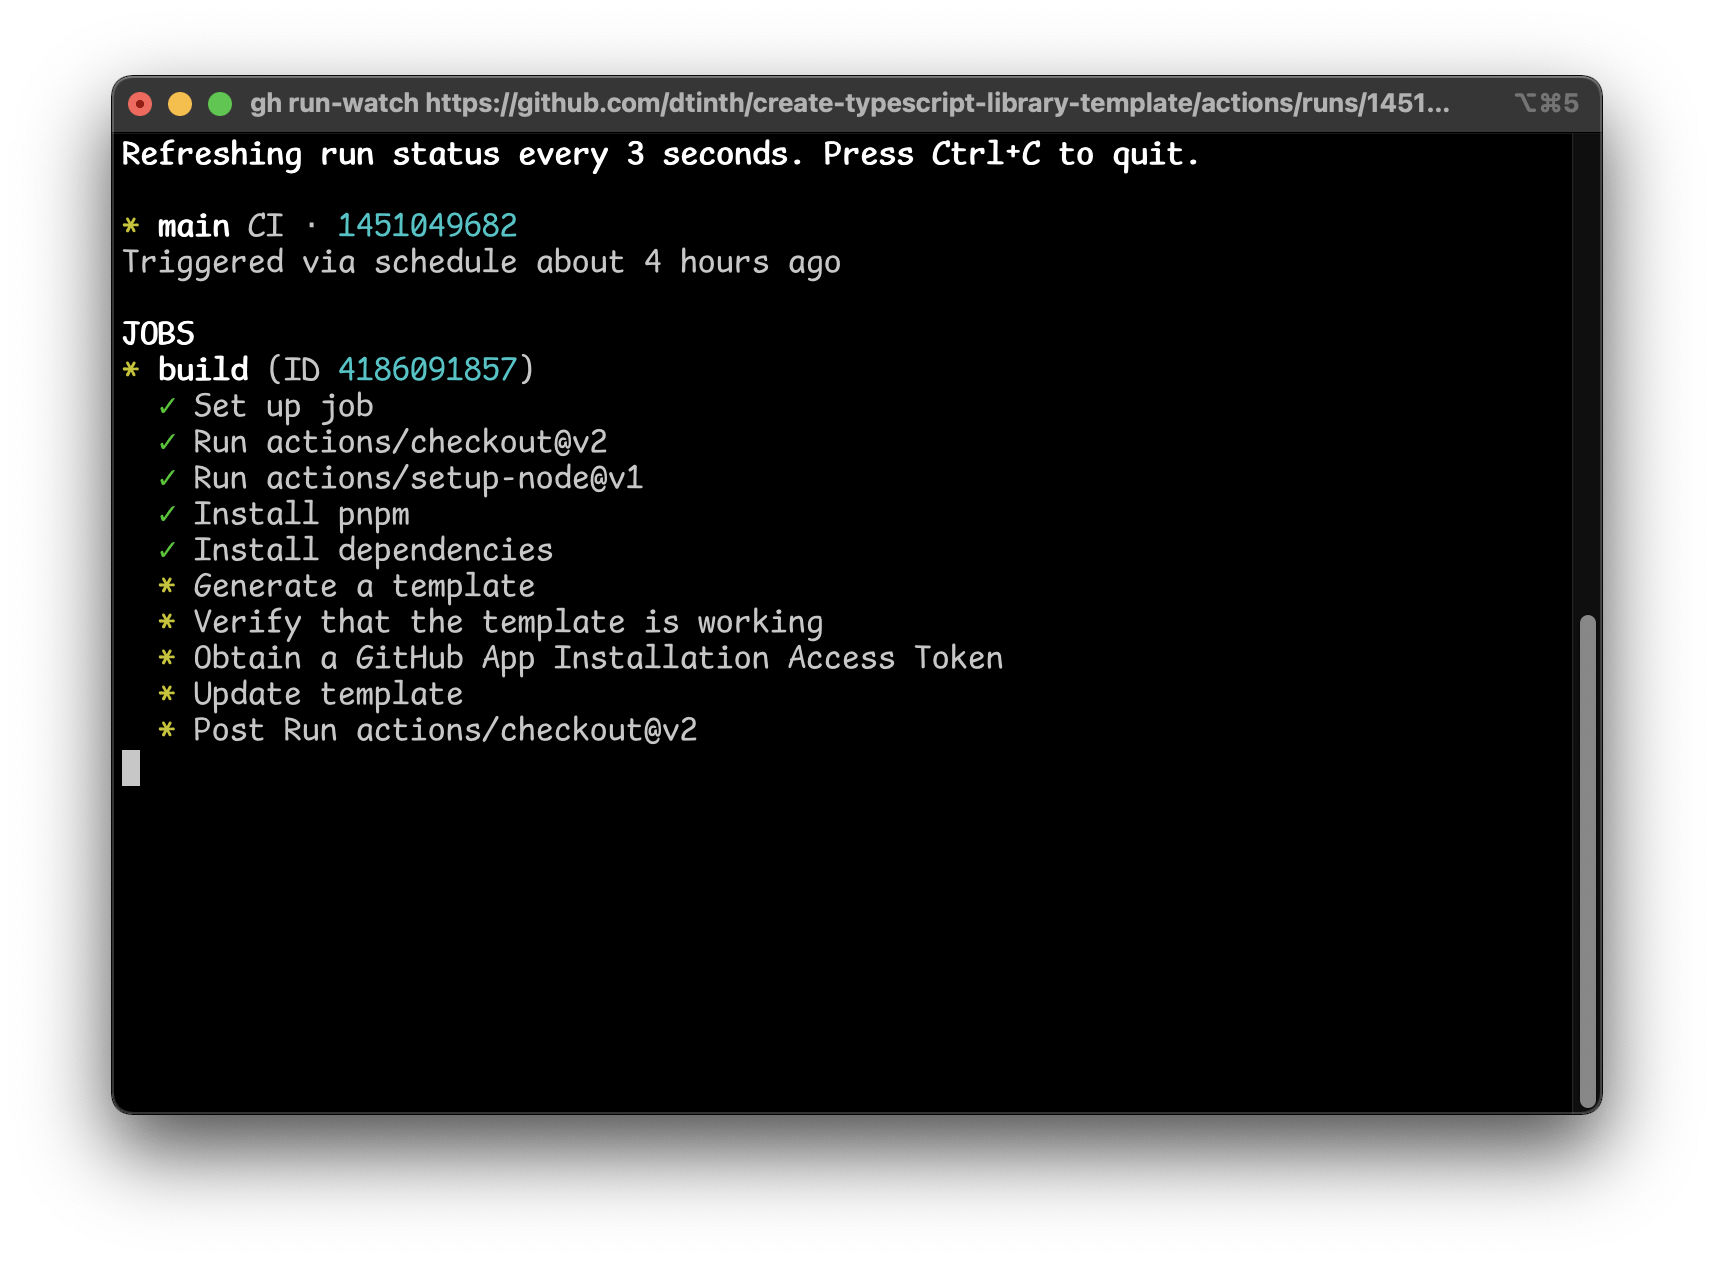 gh run-watch https://github.com/dtinth/create-typescript-library-template/actions/runs/1451... ⌥⌘5
Refreshing run status every 3 seconds. Press Ctrl+C to quit.
* main CI · 1451049682
Triggered via schedule about 4 hours ago
JOBS
* build (ID 4186091857)
✓ Set up job
✓ Run actions/checkout@v2
✓ Run actions/setup-node@v1
✓ Install pnpm
✓ Install dependencies
* Generate a template
* Verify that the template is working
* Obtain a GitHub App Installation Access Token
* Update template
* Post Run actions/checkout@v2